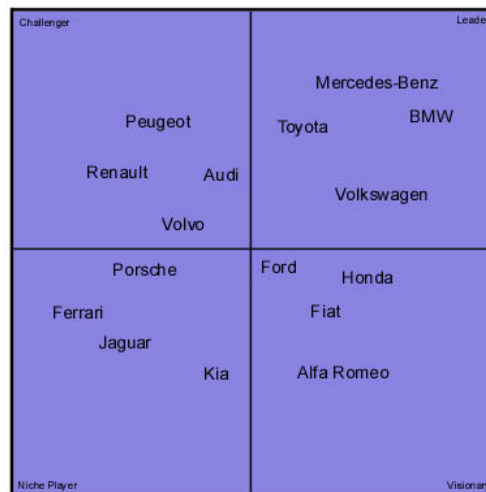 Challenger
Leade
Mercedes-Benz
BMW
Peugeot
Toyota
Renault
Audi
Volkswagen
Volvo
Porsche
Ford
Honda
Ferrari
Fiat
Jaguar
Kia
Alfa Romeo
Niche Player
Visionar